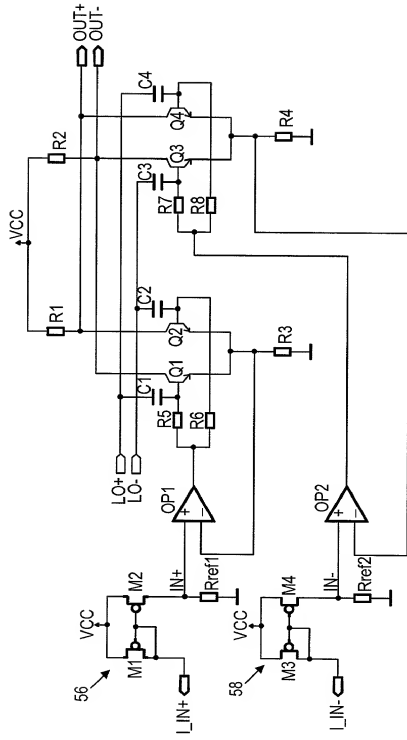 OUT+
OUT-
VCC
R1
R2
LO+
LO-
C1
C2
C3
C4
Q1
Q2
Q3
Q4
R5
R6
R7
R8
R3
R4
OP1
+
−
OP2
+
−
VCC
M1
M2
IN+
Rref1
56
I_IN+
VCC
M3
M4
IN-
Rref2
58
I_IN-